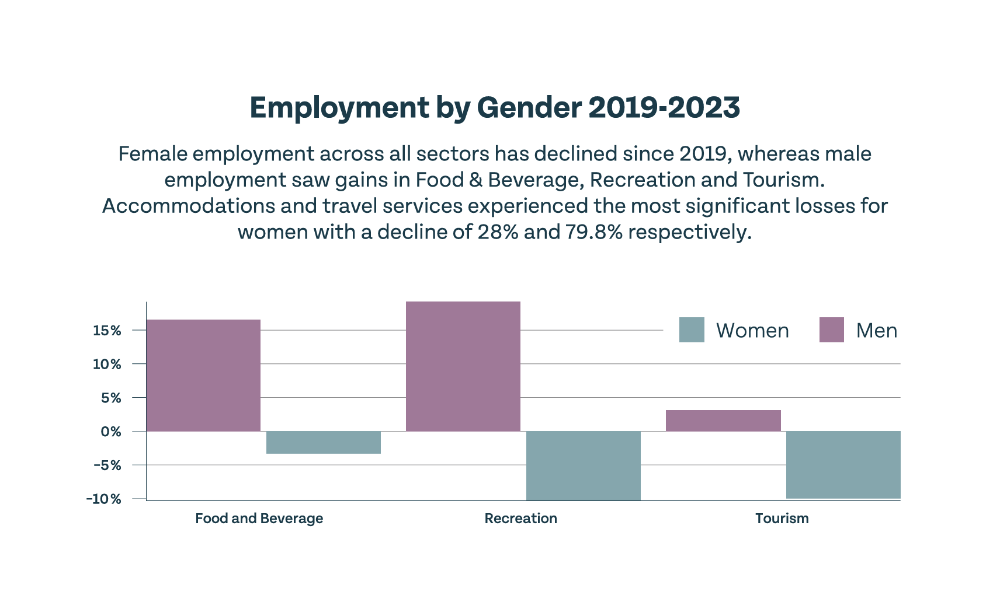 Employment by Gender 2019-2023
Female employment across all sectors has declined since 2019, whereas male
employment saw gains in Food & Beverage, Recreation and Tourism.
Accommodations and travel services experienced the most significant losses for
women with a decline of 28% and 79.8% respectively.
Women Men
15%
10%
5%
0%
-5%
-10%
Food and Beverage Recreation Tourism